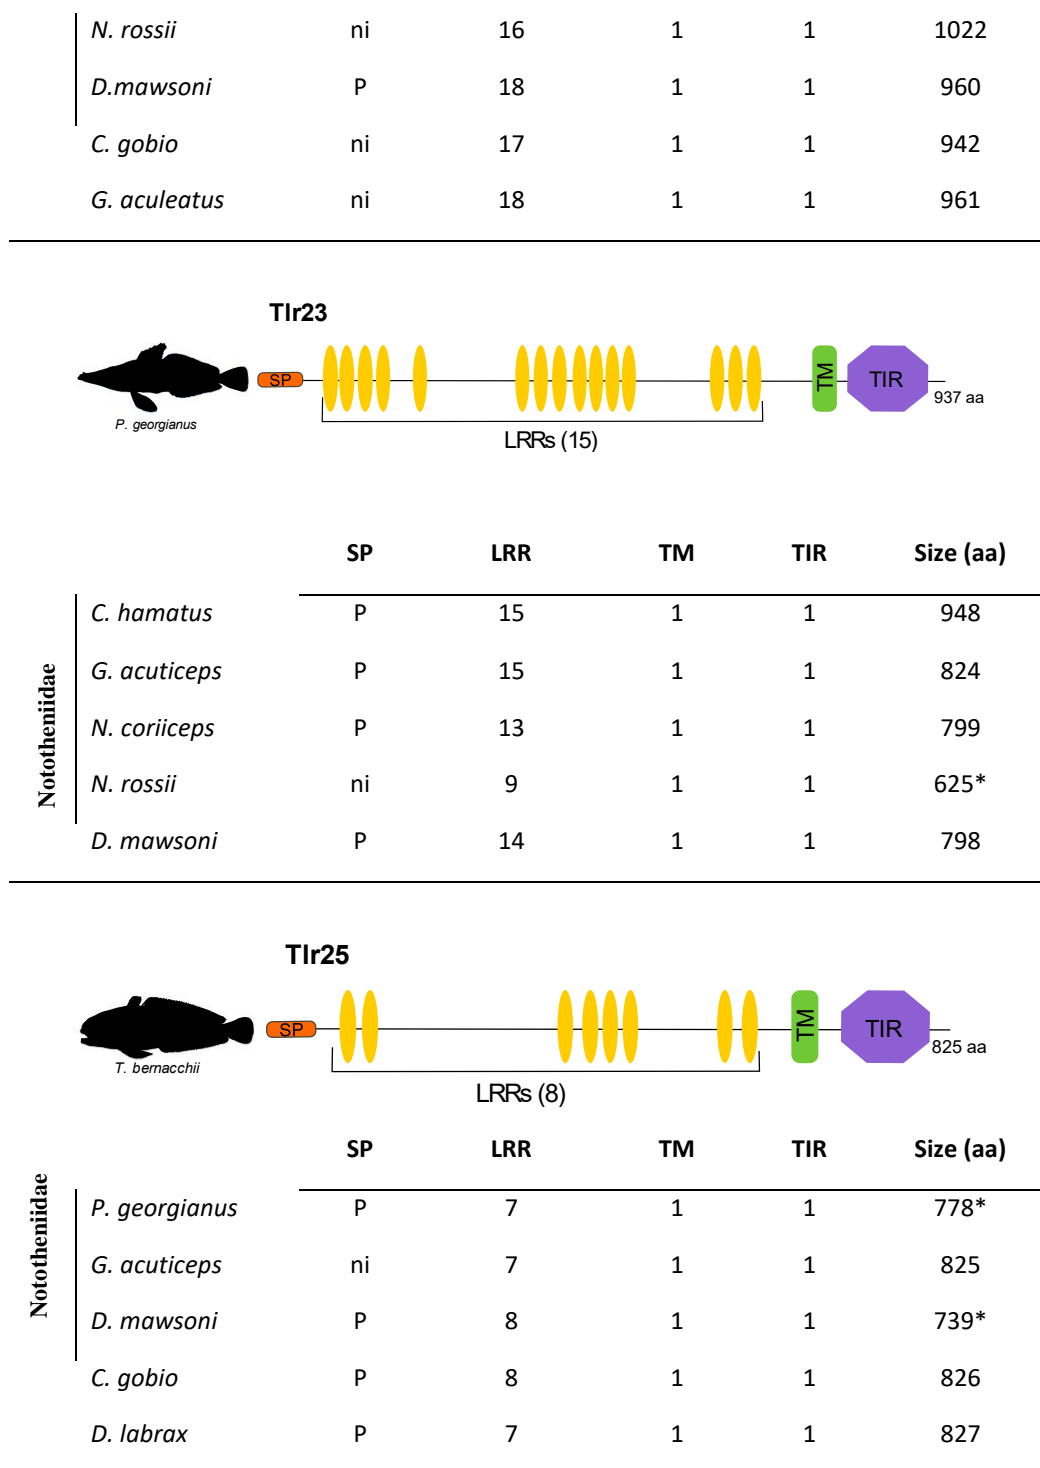 N. rossii ni 16 1 1 1022
D.mawsoni P 18 1 1 960
C. gobio ni 17 1 1 942
G. aculeatus ni 18 1 1 961
Tlr23
SP TM TIR
937 aa
P. georgianus
LRRs (15)
SP LRR TM TIR Size (aa)
Nototheniidae
C. hamatus P 15 1 1 948
G. acuticeps P 15 1 1 824
N. coriiceps P 13 1 1 799
N. rossii ni 9 1 1 625*
D. mawsoni P 14 1 1 798
Tlr25
SP TM TIR
825 aa
T. bernacchii
LRRs (8)
SP LRR TM TIR Size (aa)
Nototheniidae
P. georgianus P 7 1 1 778*
G. acuticeps ni 7 1 1 825
D. mawsoni P 8 1 1 739*
C. gobio P 8 1 1 826
D. labrax P 7 1 1 827